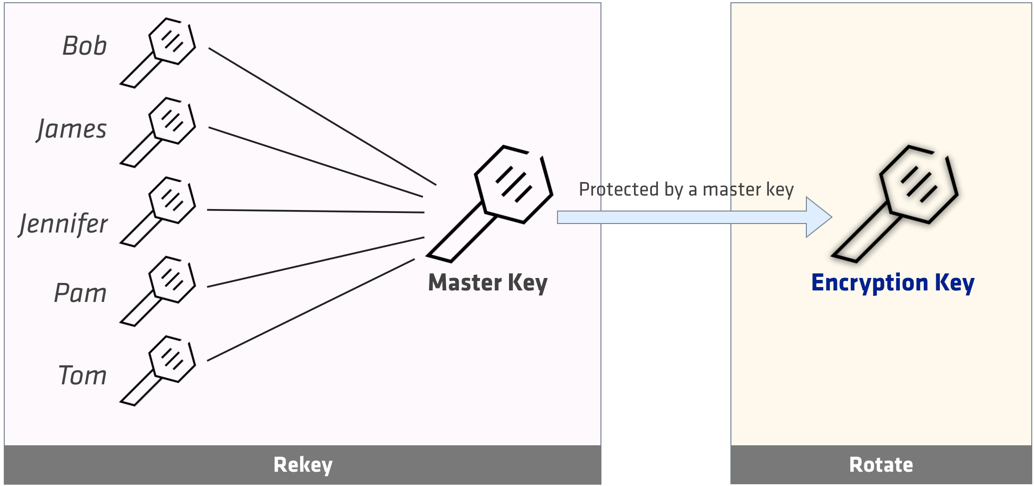 Bob
James
Jennifer
Pam
Tom
Master Key
Protected by a master key
Encryption Key
Rekey
Rotate